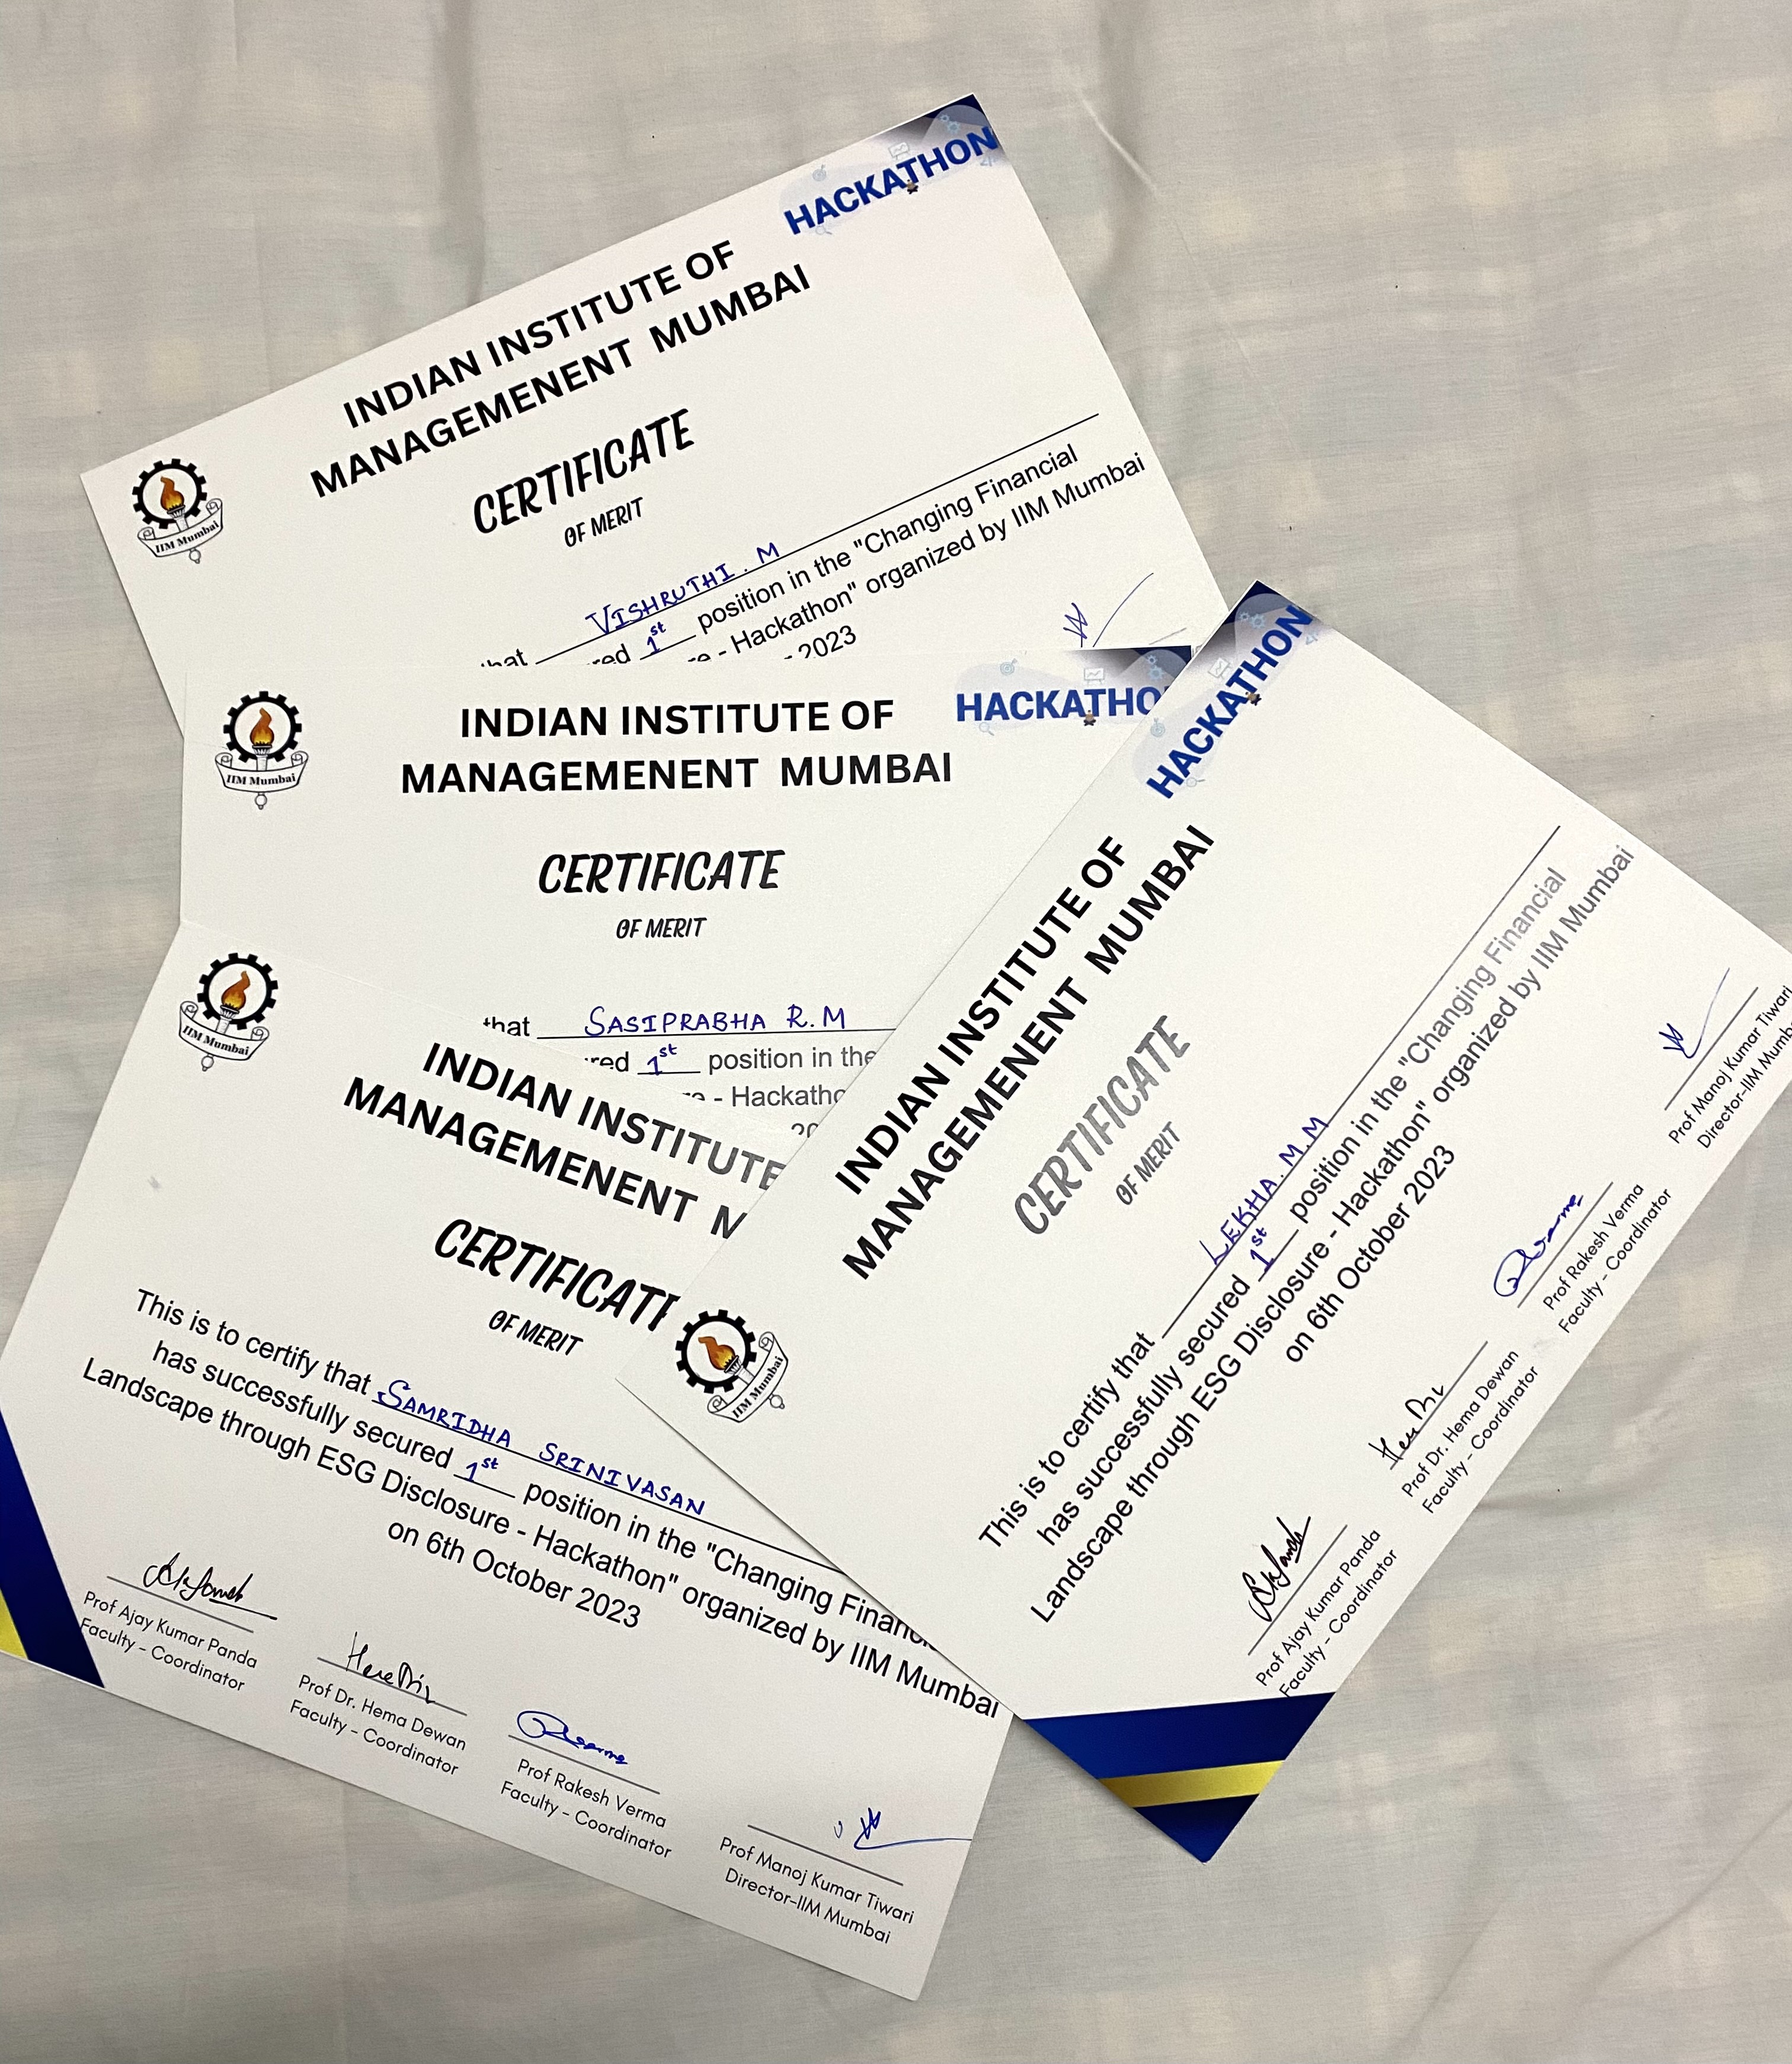 HACKATHON
INDIAN INSTITUTE OF
MANAGEMENENT MUMBAI
CERTIFICATE
OF MERIT
IIM Mumbai
that VISHRUTHI . M
red 1st position in the "Changing Financial
- Hackathon" organized by IIM Mumbai
2023
HACKATHO
INDIAN INSTITUTE OF
MANAGEMENENT MUMBAI
IIM Mumbai
CERTIFICATE
OF MERIT
that SASIPRABHA R.M
red 1st position in the
- Hackatho
IIM Mumbai
INDIAN INSTITUTE
MANAGEMENENT M
CERTIFICATE
OF MERIT
This is to certify that SAMRIDHA SRINIVASAN
has successfully secured 1st position in the "Changing Financ
Landscape through ESG Disclosure - Hackathon" organized by IIM Mumbai
on 6th October 2023
Prof Ajay Kumar Panda
Faculty - Coordinator
Prof Dr. Hema Dewan
Faculty - Coordinator
Prof Rakesh Verma
Faculty - Coordinator
Prof Manoj Kumar Tiwari
Director-IIM Mumbai
HACKATHON
INDIAN INSTITUTE OF
MANAGEMENENT MUMBAI
CERTIFICATE
OF MERIT
IIM Mumbai
This is to certify that LEKHA. M.M
has successfully secured 1st position in the "Changing Financial
Landscape through ESG Disclosure - Hackathon" organized by IIM Mumbai
on 6th October 2023
Prof Ajay Kumar Panda
Faculty - Coordinator
Prof Dr. Hema Dewan
Faculty - Coordinator
Prof Rakesh Verma
Faculty - Coordinator
Prof Manoj Kumar Tiwari
Director-IIM Mumb